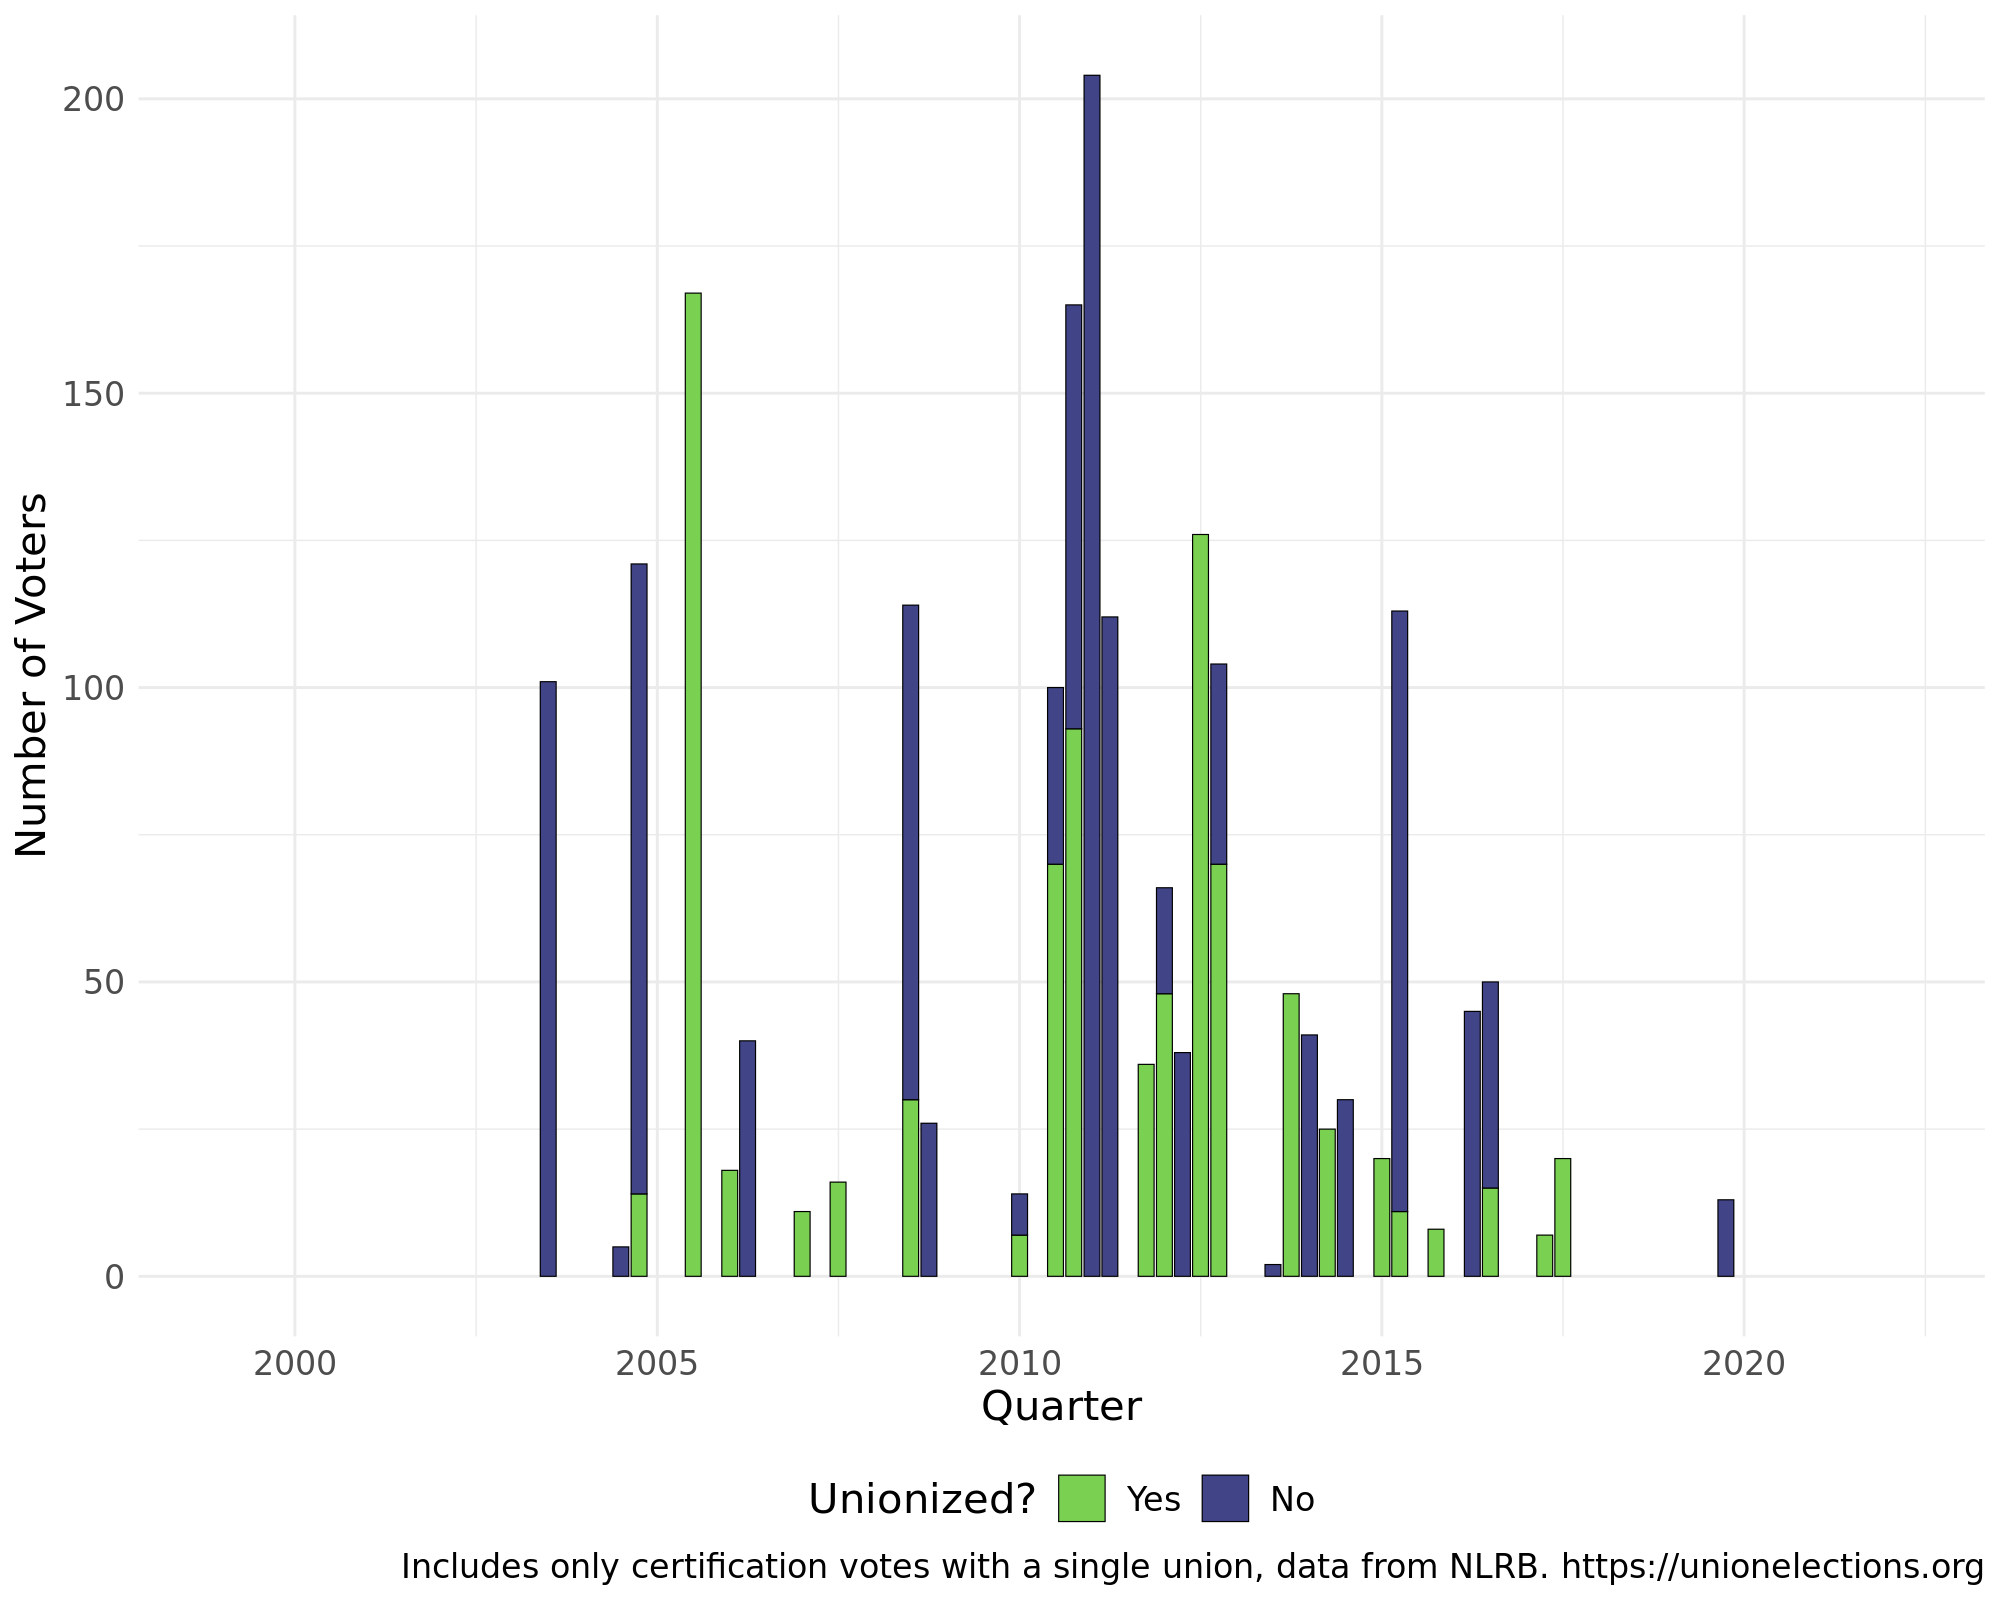 Number of Voters
200
150
100
50
0
2000 2005 2010 2015 2020
Quarter
Unionized? Yes No
Includes only certification votes with a single union, data from NLRB. https://unionelections.org